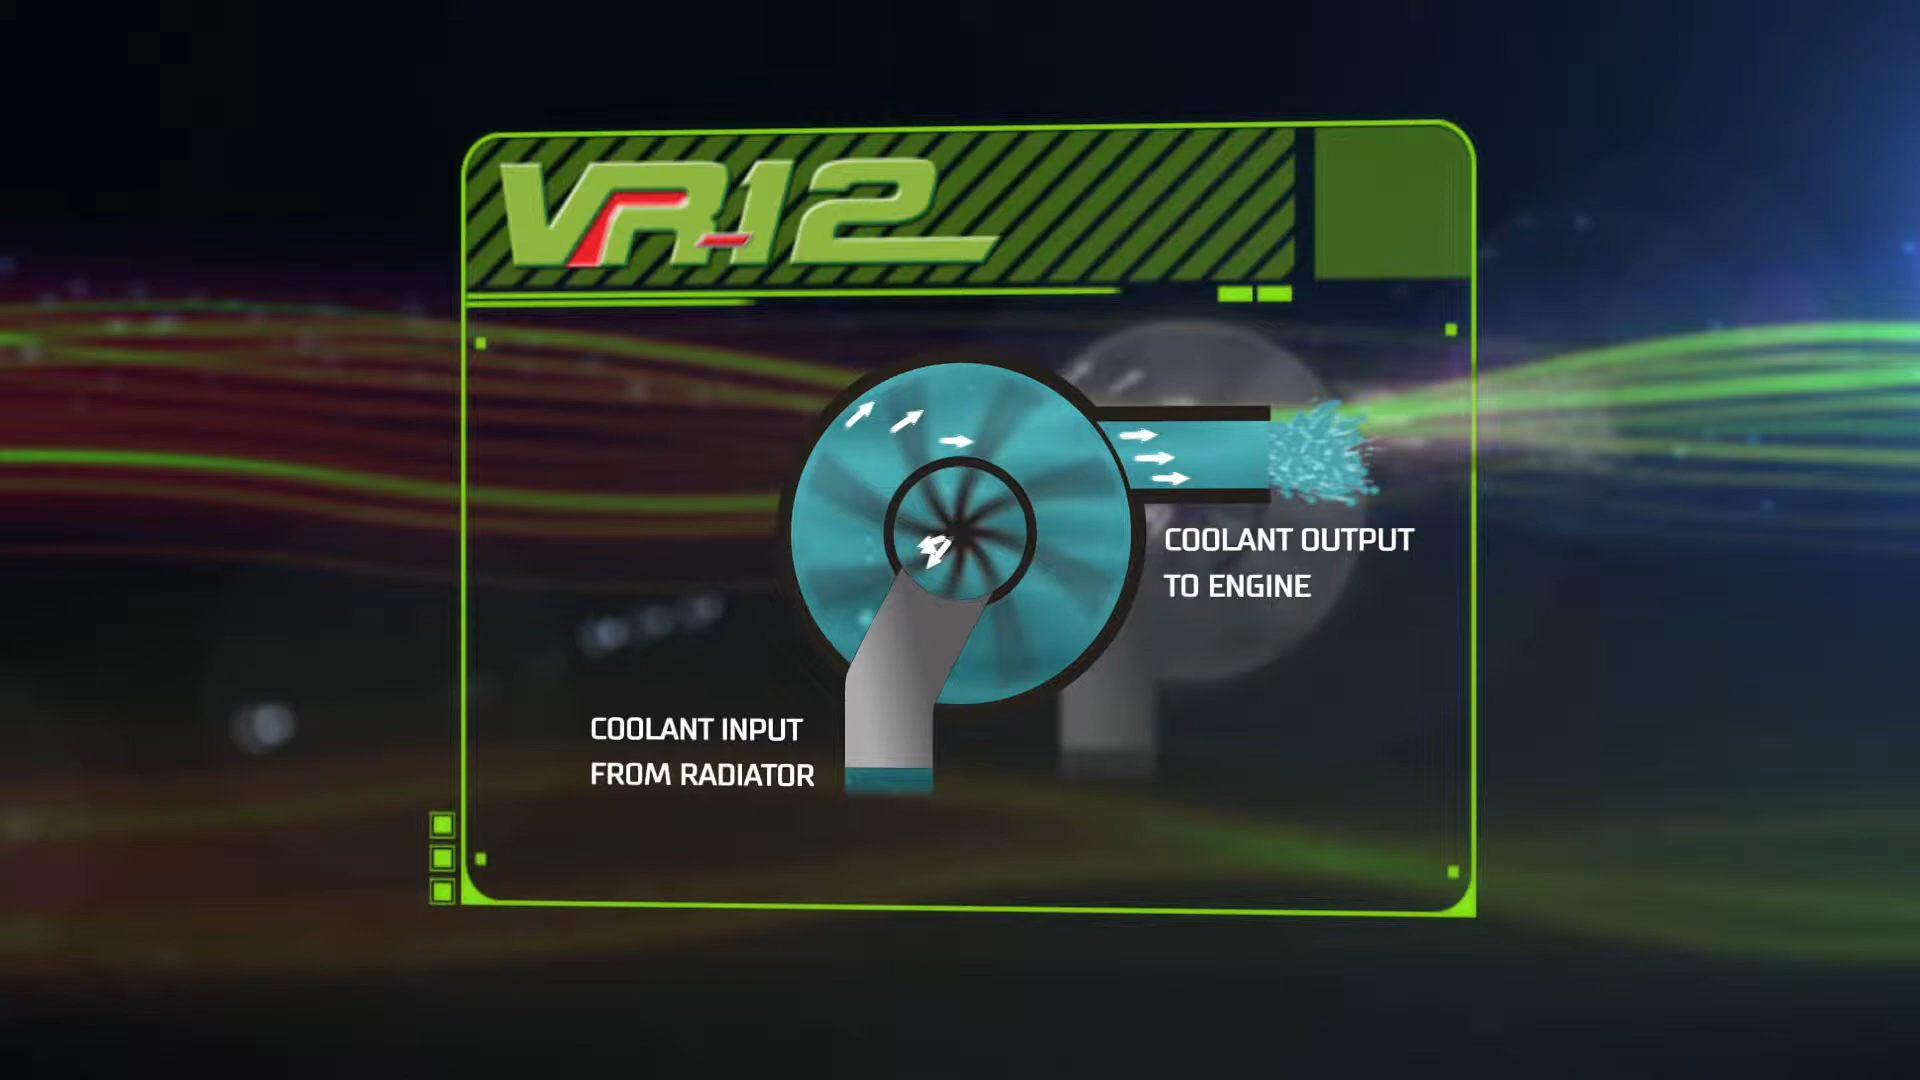 VR-12
COOLANT OUTPUT
TO ENGINE
COOLANT INPUT
FROM RADIATOR